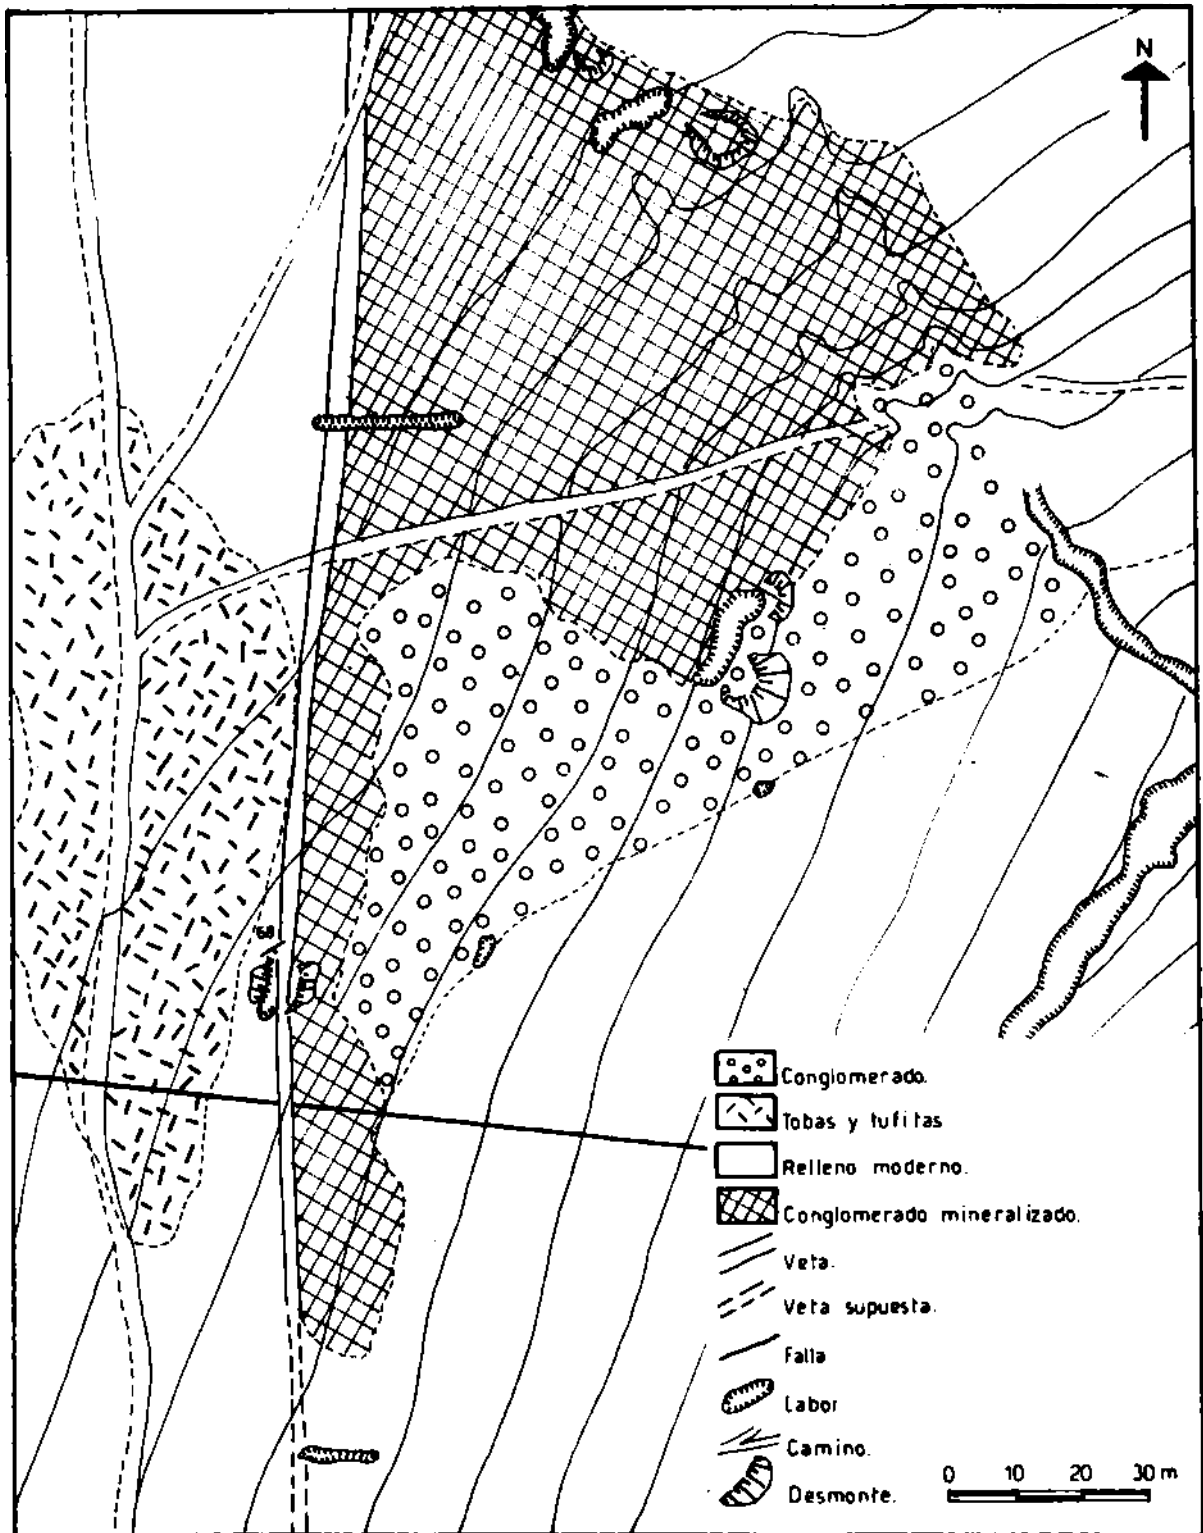 N
68
Conglomerado.
Tobas y tufitas
Relleno moderno.
Conglomerado mineralizado.
Veta.
Veta supuesta.
Falla
Labor
Camino.
Desmonte.
0 10 20 30 m